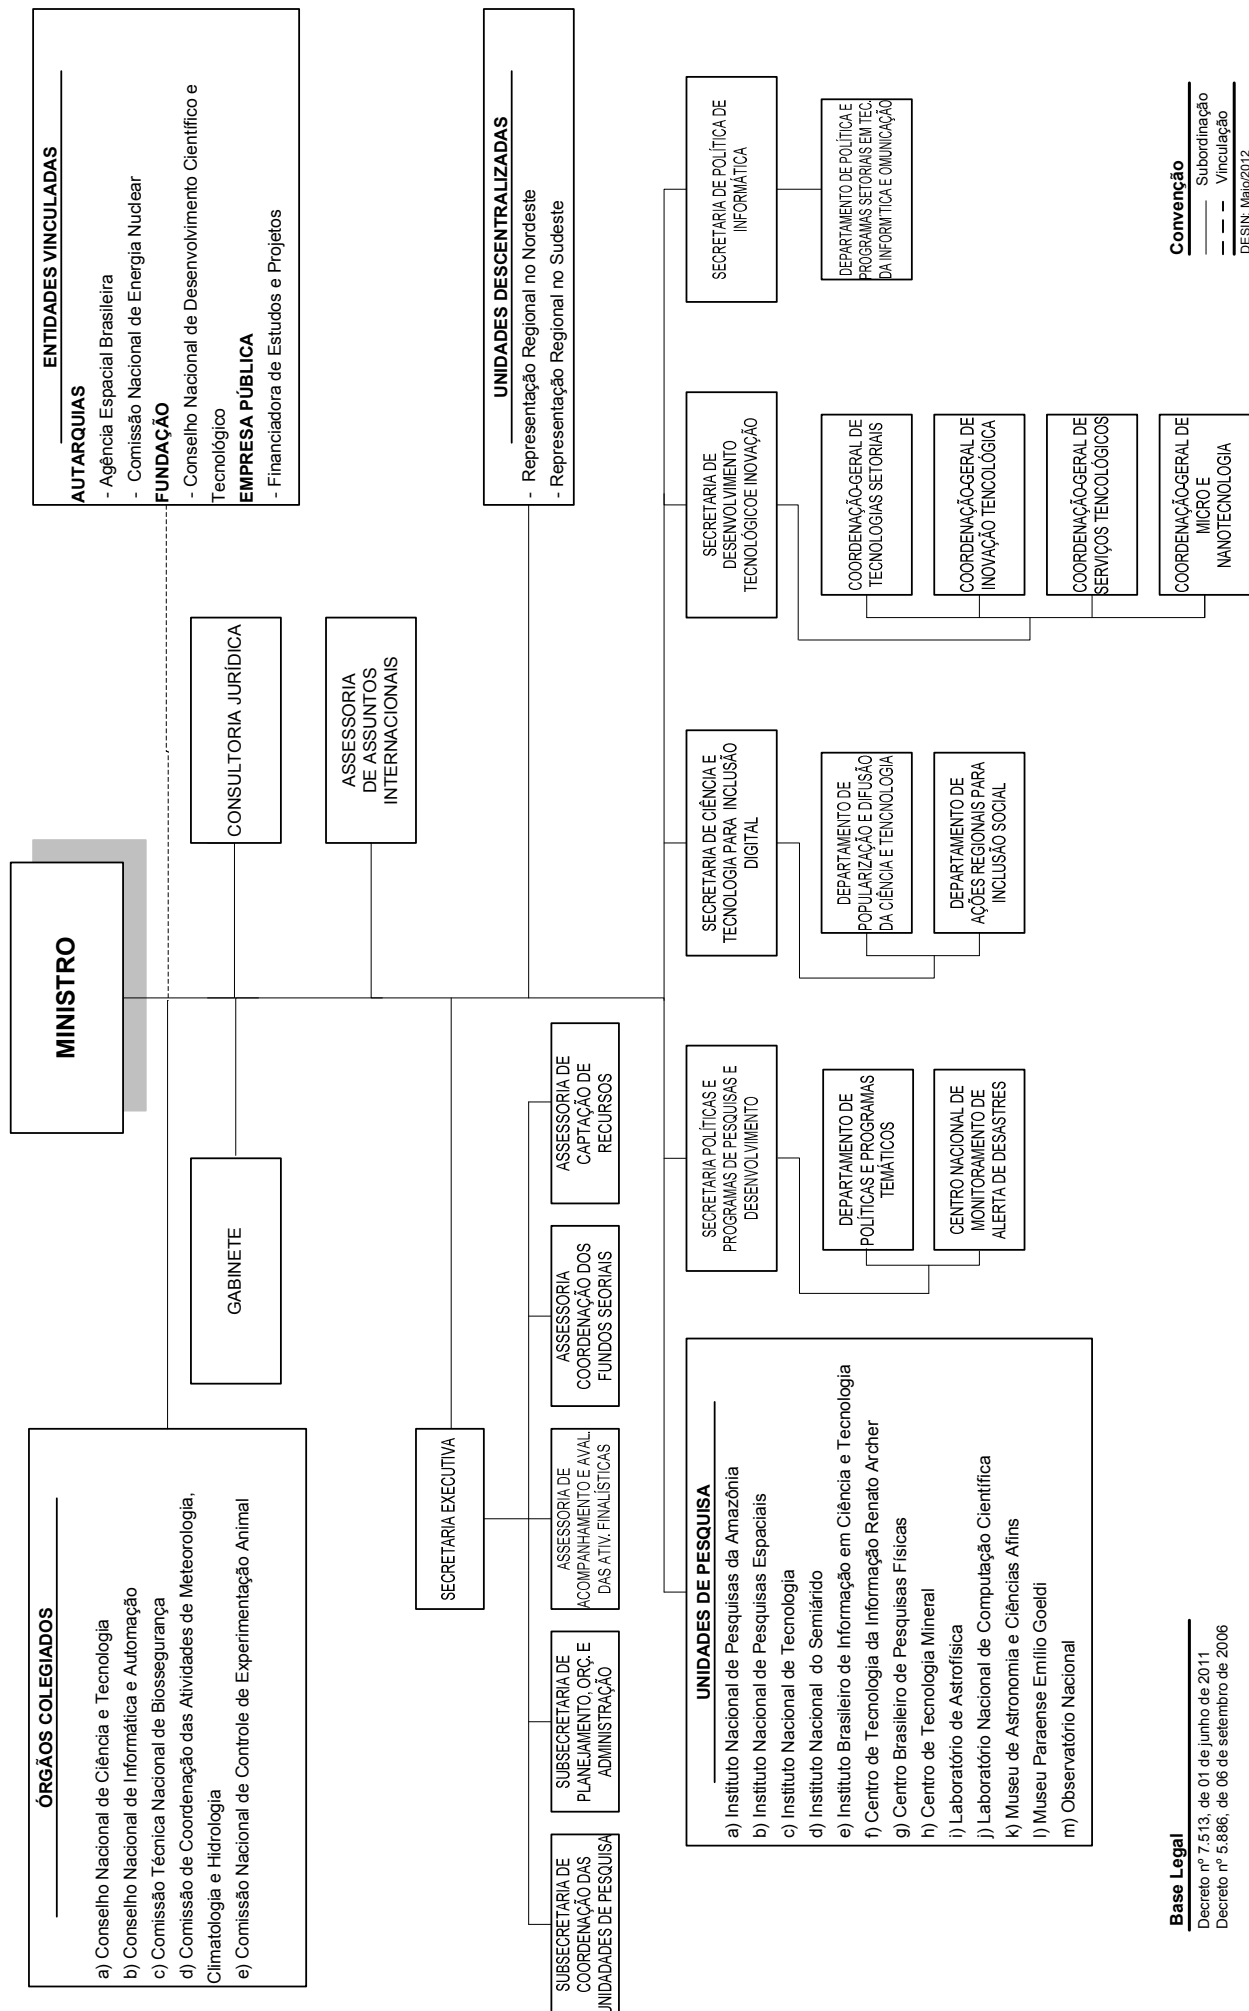 MINISTRO
ÓRGÃOS COLEGIADOS
a) Conselho Nacional de Ciência e Tecnologia
b) Conselho Nacional de Informática e Automação
c) Comissão Técnica Nacional de Biossegurança
d) Comissão de Coordenação das Atividades de Meteorologia,
Climatologia e Hidrologia
e) Comissão Nacional de Controle de Experimentação Animal
GABINETE
CONSULTORIA JURÍDICA
ENTIDADES VINCULADAS
AUTARQUIAS
- Agência Espacial Brasileira
- Comissão Nacional de Energia Nuclear
FUNDAÇÃO
- Conselho Nacional de Desenvolvimento Científico e
Tecnológico
EMPRESA PÚBLICA
- Financiadora de Estudos e Projetos
ASSESSORIA
DE ASSUNTOS
INTERNACIONAIS
SECRETARIA EXECUTIVA
UNIDADES DESCENTRALIZADAS
- Representação Regional no Nordeste
- Representação Regional no Sudeste
SUBSECRETARIA DE
COORDENAÇÃO DAS
UNIDADADES DE PESQUISA
SUBSECRETARIA DE
PLANEJAMENTO, ORÇ. E
ADMINISTRAÇÃO
ASSESSORIA DE
ACOMPANHAMENTO E AVAL.
DAS ATIV. FINALÍSTICAS
ASSESSORIA
COORDENAÇÃO DOS
FUNDOS SEORIAIS
ASSESSORIA DE
CAPTAÇÃO DE
RECURSOS
UNIDADES DE PESQUISA
a) Instituto Nacional de Pesquisas da Amazônia
b) Instituto Nacional de Pesquisas Espaciais
c) Instituto Nacional de Tecnologia
d) Instituto Nacional do Semiárido
e) Instituto Brasileiro de Informação em Ciência e Tecnologia
f) Centro de Tecnologia da Informação Renato Archer
g) Centro Brasileiro de Pesquisas Físicas
h) Centro de Tecnologia Mineral
i) Laboratório de Astrofísica
j) Laboratório Nacional de Computação Científica
k) Museu de Astronomia e Ciências Afins
l) Museu Paraense Emílio Goeldi
m) Observatório Nacional
SECRETARIA POLÍTICAS E
PROGRAMAS DE PESQUISAS E
DESENVOLVIMENTO
DEPARTAMENTO DE
POLÍTICAS E PROGRAMAS
TEMÁTICOS
CENTRO NACIONAL DE
MONITORAMENTO DE
ALERTA DE DESASTRES
SECRETARIA DE CIÊNCIA E
TECNOLOGIA PARA INCLUSÃO
DIGITAL
DEPARTAMENTO DE
POPULARIZAÇÃO E DIFUSÃO
DA CIÊNCIA E TENCNOLOGIA
DEPARTAMENTO DE
AÇÕES REGIONAIS PARA
INCLUSÃO SOCIAL
SECRETARIA DE
DESENVOLVIMENTO
TECNOLÓGICOE INOVAÇÃO
COORDENAÇÃO-GERAL DE
TECNOLOGIAS SETORIAIS
COORDENAÇÃO-GERAL DE
INOVAÇÃO TENCOLÓGICA
COORDENAÇÃO-GERAL DE
SERVIÇOS TENCOLÓGICOS
COORDENAÇÃO-GERAL DE
MICRO E
NANOTECNOLOGIA
SECRETARIA DE POLÍTICA DE
INFORMÁTICA
DEPARTAMENTO DE POLÍTICA E
PROGRAMAS SETORIAIS EM TEC.
DA INFORMTICA E OMUNICAÇÃO
Base Legal
Decreto nº 7.513, de 01 de junho de 2011
Decreto nº 5.886, de 06 de setembro de 2006
Convenção
Subordinação
Vinculação
DESIN: Maio/2012